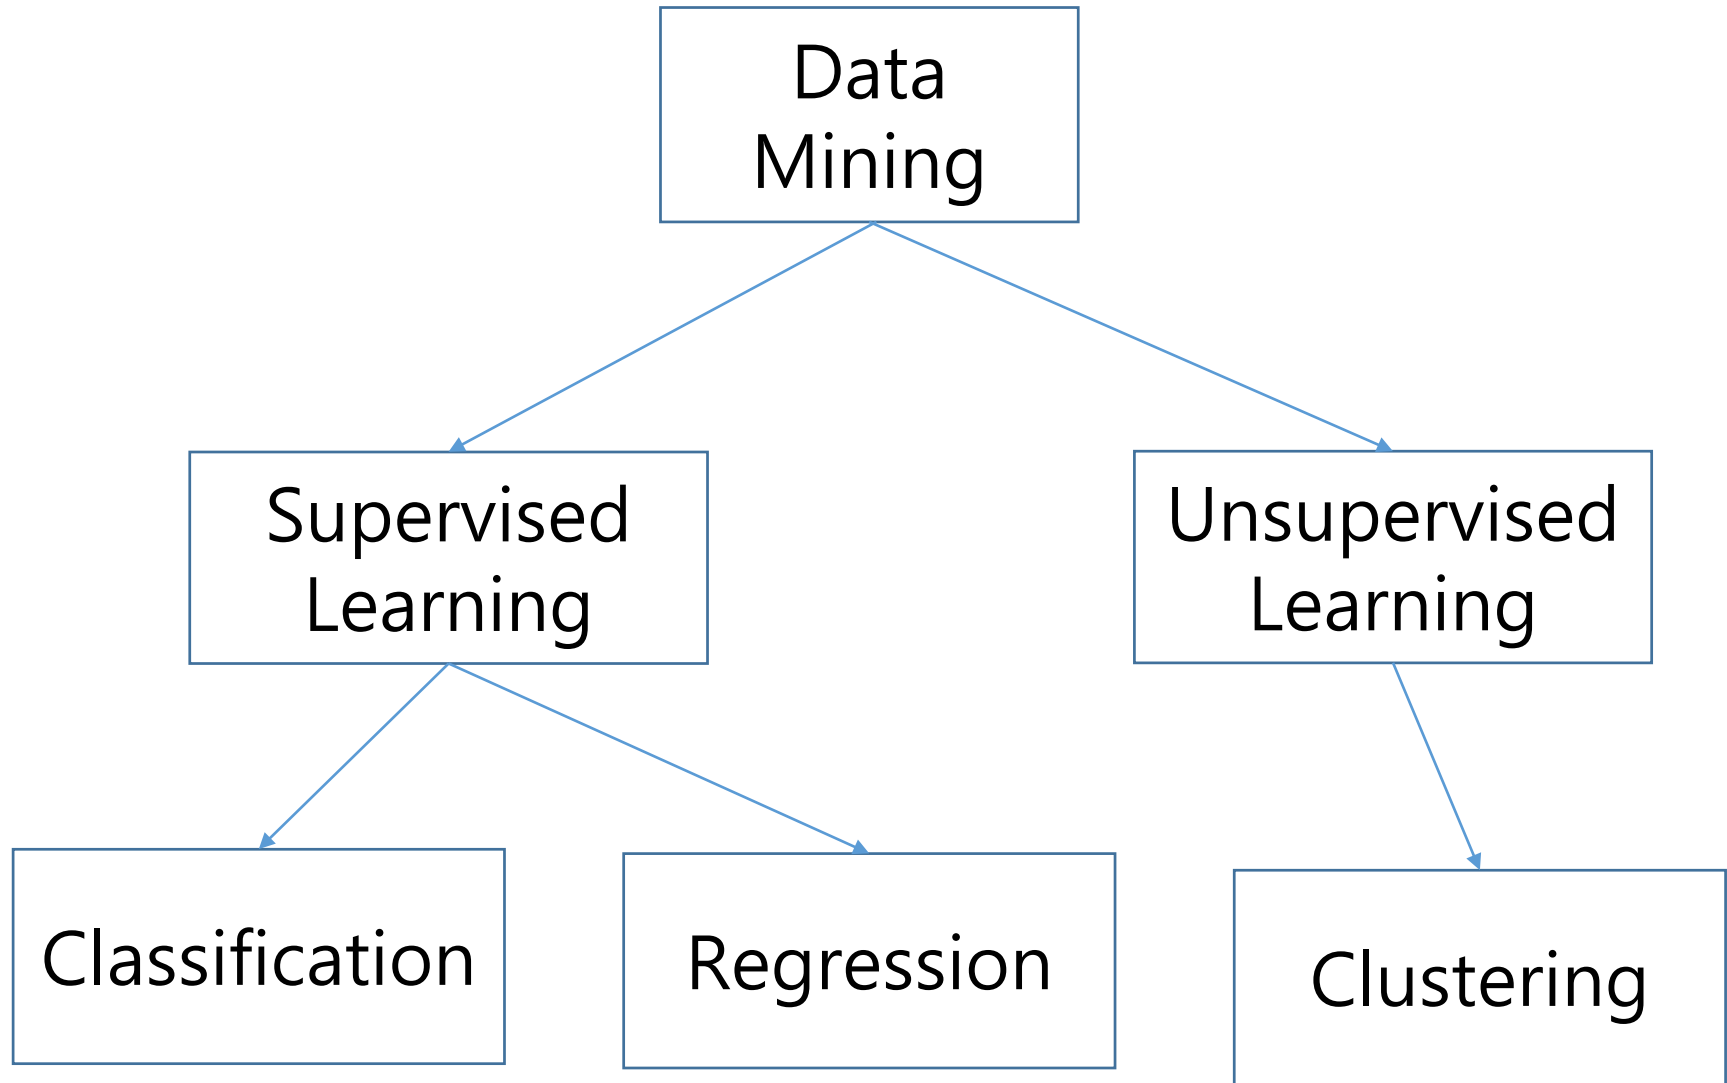 Data
Mining
Supervised
Learning
Unsupervised
Learning
Classification
Regression
Clustering